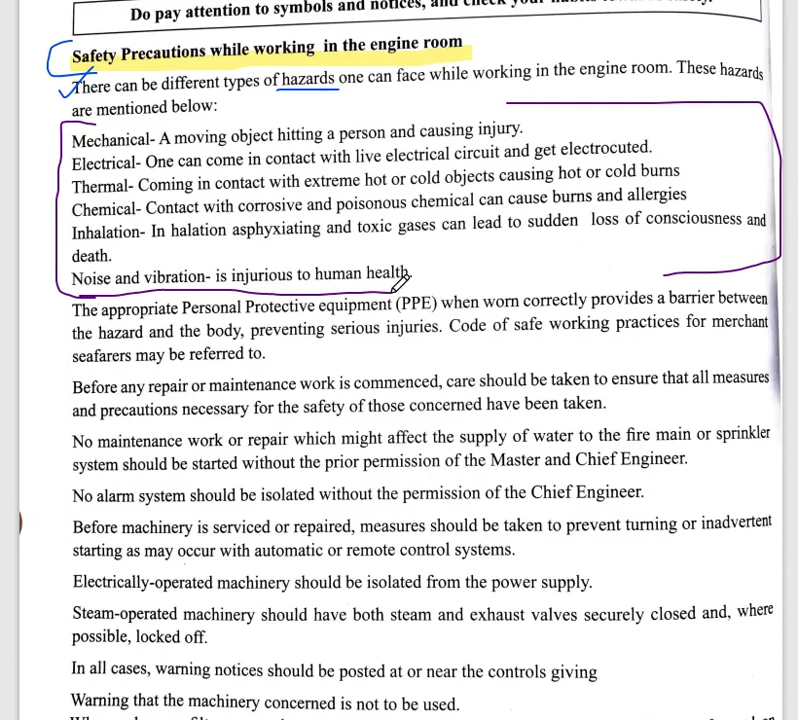 Do pay attention to symbols and notices, and check your
Safety Precautions while working in the engine room
There can be different types of hazards one can face while working in the engine room. These hazards
are mentioned below:
Mechanical- A moving object hitting a person and causing injury.
Electrical- One can come in contact with live electrical circuit and get electrocuted.
Thermal- Coming in contact with extreme hot or cold objects causing hot or cold burns
Chemical- Contact with corrosive and poisonous chemical can cause burns and allergies
Inhalation- In halation asphyxiating and toxic gases can lead to sudden loss of consciousness and
death.
Noise and vibration- is injurious to human health.
The appropriate Personal Protective equipment (PPE) when worn correctly provides a barrier between
the hazard and the body, preventing serious injuries. Code of safe working practices for merchant
seafarers may be referred to.
Before any repair or maintenance work is commenced, care should be taken to ensure that all measures
and precautions necessary for the safety of those concerned have been taken.
No maintenance work or repair which might affect the supply of water to the fire main or sprinkler
system should be started without the prior permission of the Master and Chief Engineer.
No alarm system should be isolated without the permission of the Chief Engineer.
Before machinery is serviced or repaired, measures should be taken to prevent turning or inadvertent
starting as may occur with automatic or remote control systems.
Electrically-operated machinery should be isolated from the power supply.
Steam-operated machinery should have both steam and exhaust valves securely closed and, where
possible, locked off.
In all cases, warning notices should be posted at or near the controls giving
Warning that the machinery concerned is not to be used.